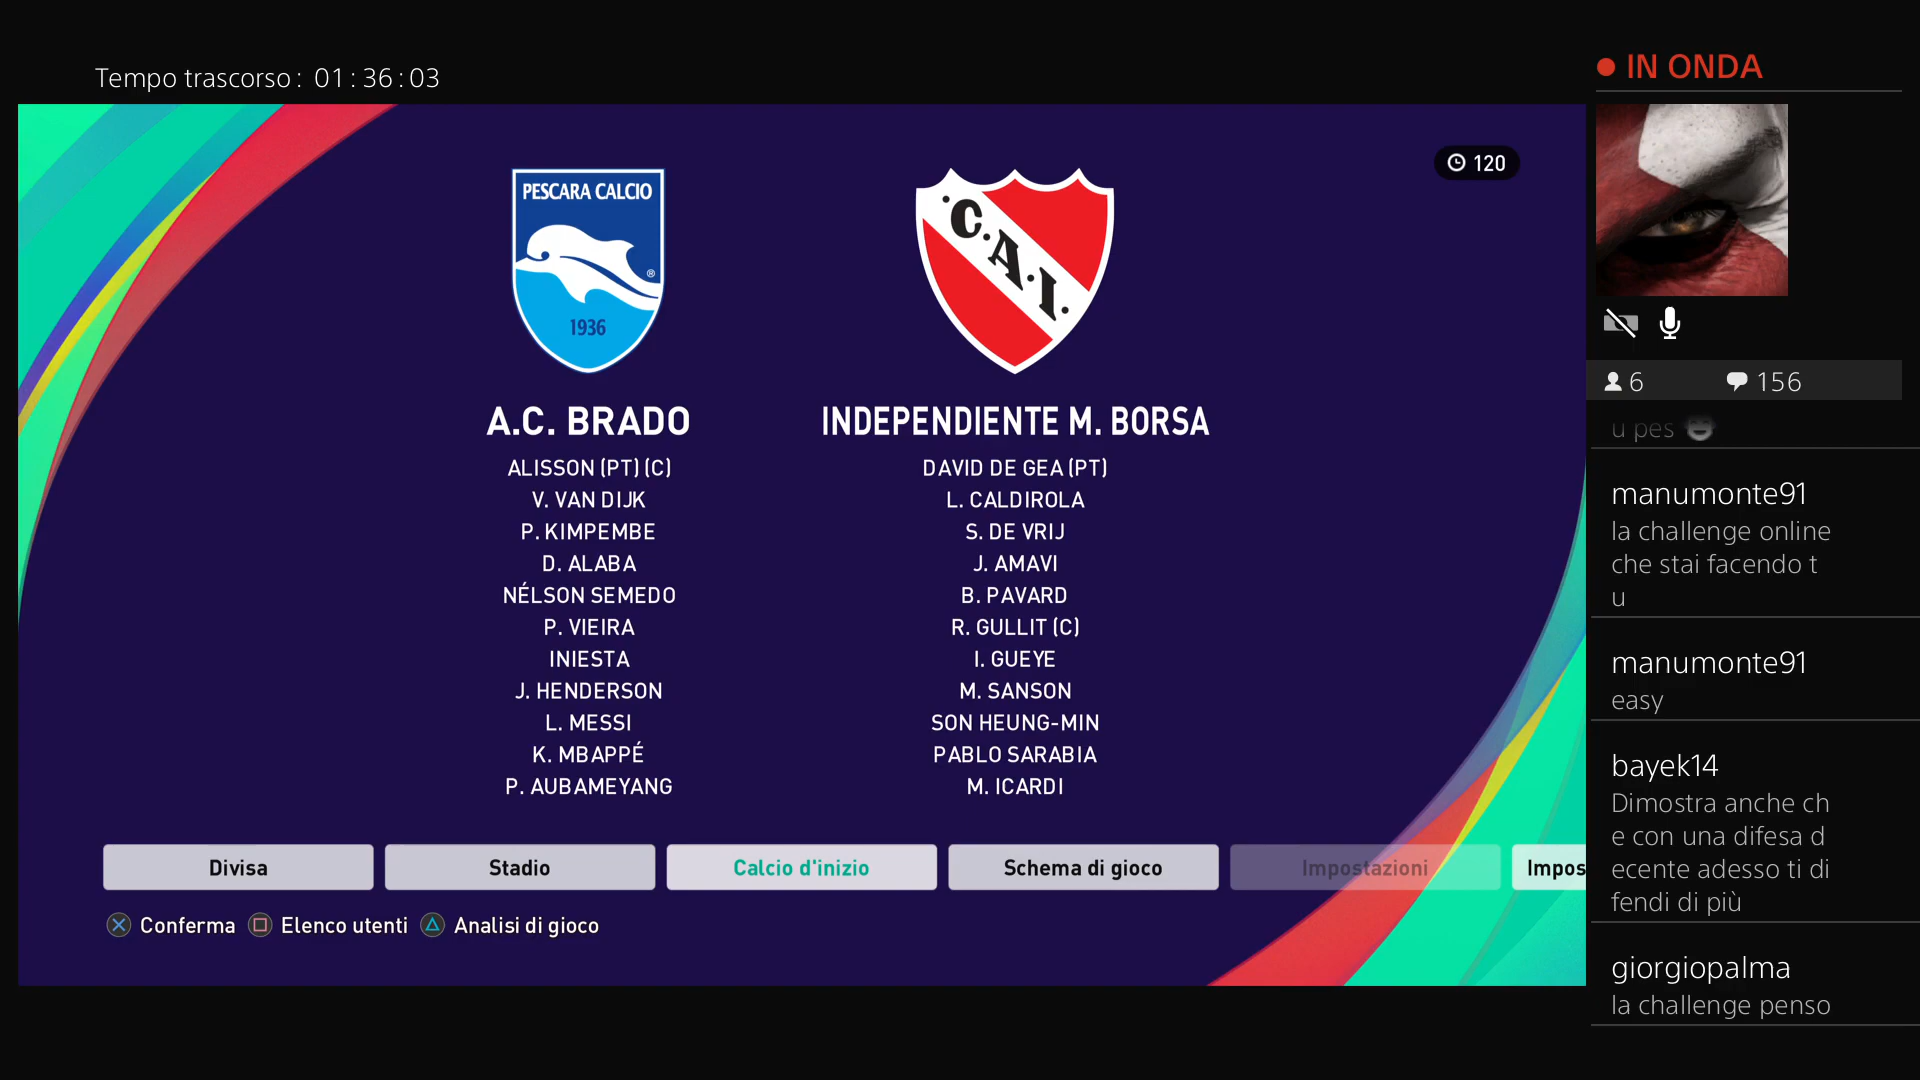 Tempo trascorso: 01:36:03
IN ONDA
120
PESCARA CALCIO
®
1936
·C.A.I.
A.C. BRADO
ALISSON (PT) (C)
V. VAN DIJK
P. KIMPEMBE
D. ALABA
NÉLSON SEMEDO
P. VIEIRA
INIESTA
J. HENDERSON
L. MESSI
K. MBAPPÉ
P. AUBAMEYANG
INDEPENDIENTE M. BORSA
DAVID DE GEA (PT)
L. CALDIROLA
S. DE VRIJ
J. AMAVI
B. PAVARD
R. GULLIT (C)
I. GUEYE
M. SANSON
SON HEUNG-MIN
PABLO SARABIA
M. ICARDI
Divisa
Stadio
Calcio d'inizio
Schema di gioco
Impostazioni
Impos
Conferma
Elenco utenti
Analisi di gioco
6
156
u pes
manumonte91
la challenge online
che stai facendo t
u
manumonte91
easy
bayek14
Dimostra anche ch
e con una difesa d
ecente adesso ti di
fendi di più
giorgiopalma
la challenge penso